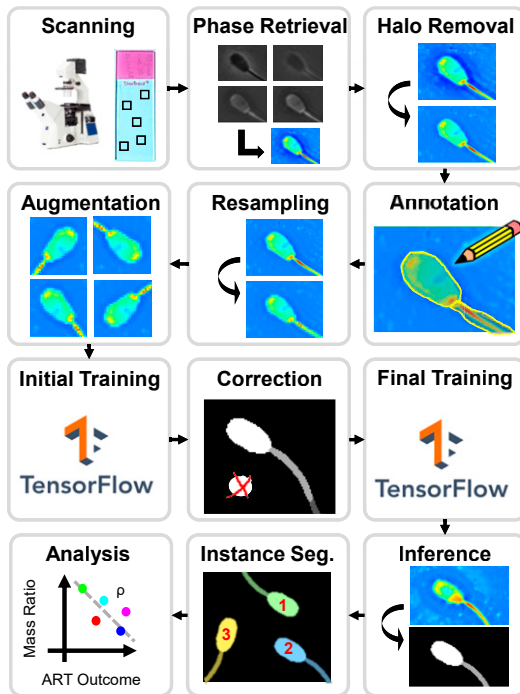 Scanning
Phase Retrieval
Halo Removal
Augmentation
Resampling
Annotation
Initial Training
Correction
Final Training
TensorFlow
TensorFlow
Analysis
Instance Seg.
Inference
Mass Ratio
ρ
ART Outcome
1
2
3